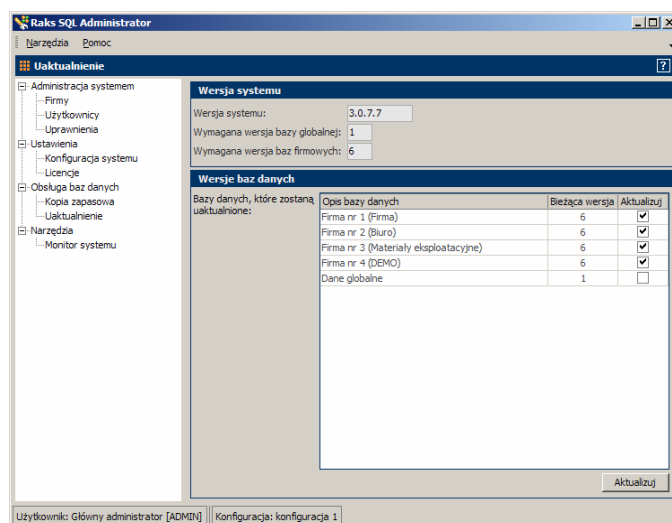 Raks SQL Administrator
Narzędzia Pomoc
Uaktualnienie ?
Administracja systemem
Firmy
Użytkownicy
Uprawnienia
Ustawienia
Konfiguracja systemu
Licencje
Obsługa baz danych
Kopia zapasowa
Uaktualnienie
Narzędzia
Monitor systemu
Wersja systemu
Wersja systemu: 3.0.7.7
Wymagana wersja bazy globalnej: 1
Wymagana wersja baz firmowych: 6
Wersje baz danych
Bazy danych, które zostaną
uaktualnione:
Opis bazy danych Bieżąca wersja Aktualizuj
Firma nr 1 (Firma) 6
Firma nr 2 (Biuro) 6
Firma nr 3 (Materiały eksploatacyjne) 6
Firma nr 4 (DEMO) 6
Dane globalne 1
Aktualizuj
Użytkownik: Główny administrator [ADMIN] Konfiguracja: konfiguracja 1